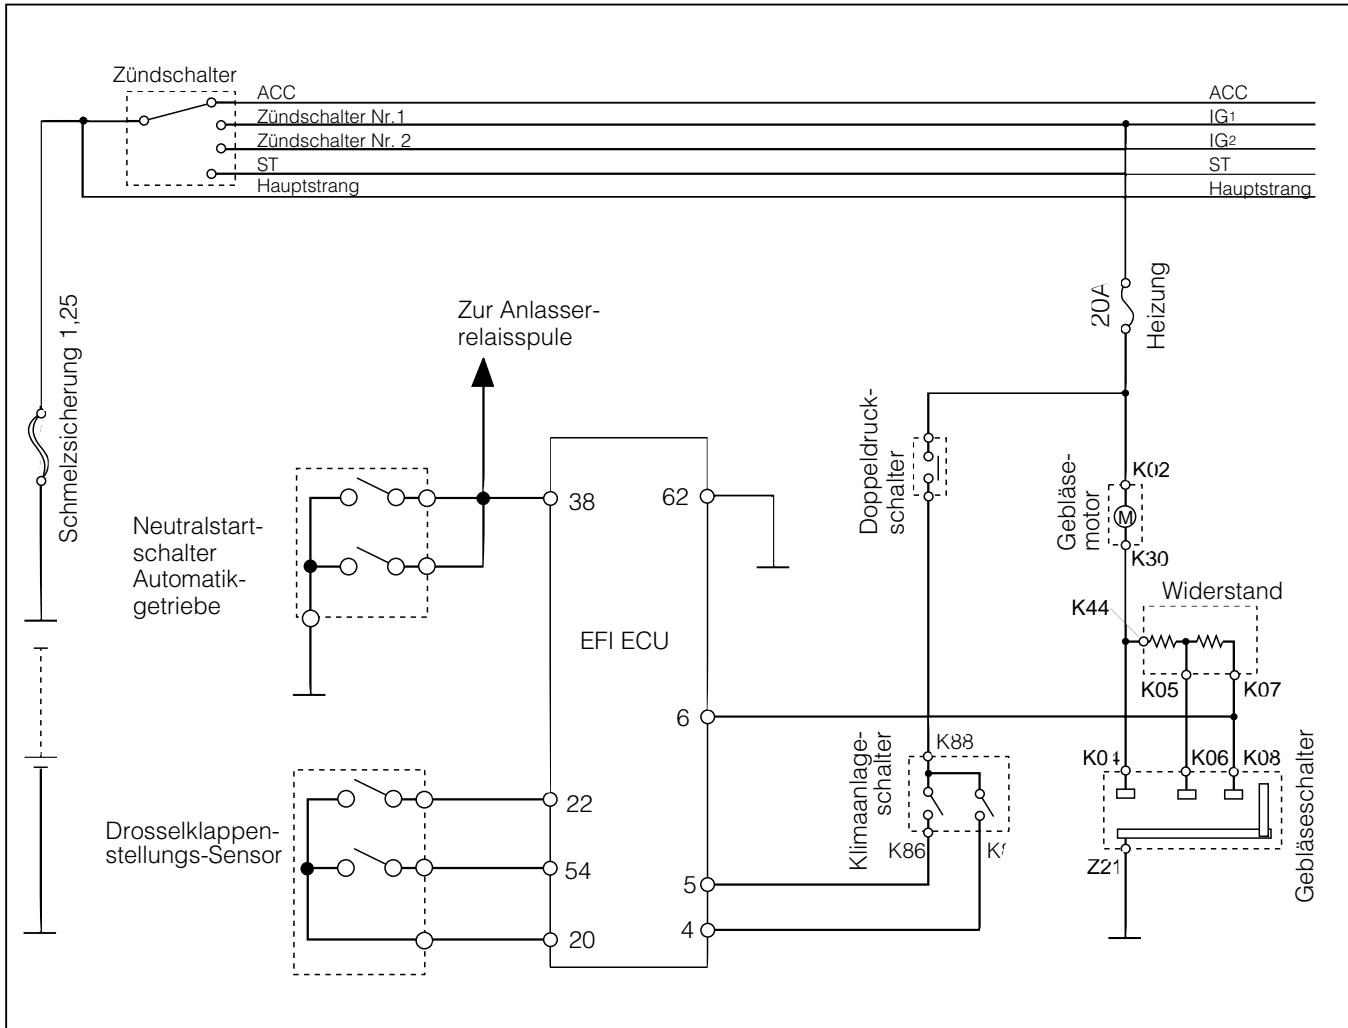 Zündschalter
ACC
ACC
Zündschalter Nr.1
IG1
Zündschalter Nr. 2
IG2
ST
ST
Hauptstrang
Hauptstrang
Schmelzsicherung 1,25
20A
Heizung
Zur Anlasser-
relaisspule
Doppeldruck-
schalter
Gebläse-
motor
K02
M
K30
Neutralstart-
schalter
Automatik-
getriebe
38
62
EFI ECU
Widerstand
K44
K05
K07
6
Klimaanlage-
schalter
K88
K04
K06
K08
Gebläseschalter
Drosselklappen-
stellungs-Sensor
22
54
20
K86
5
4
Z21